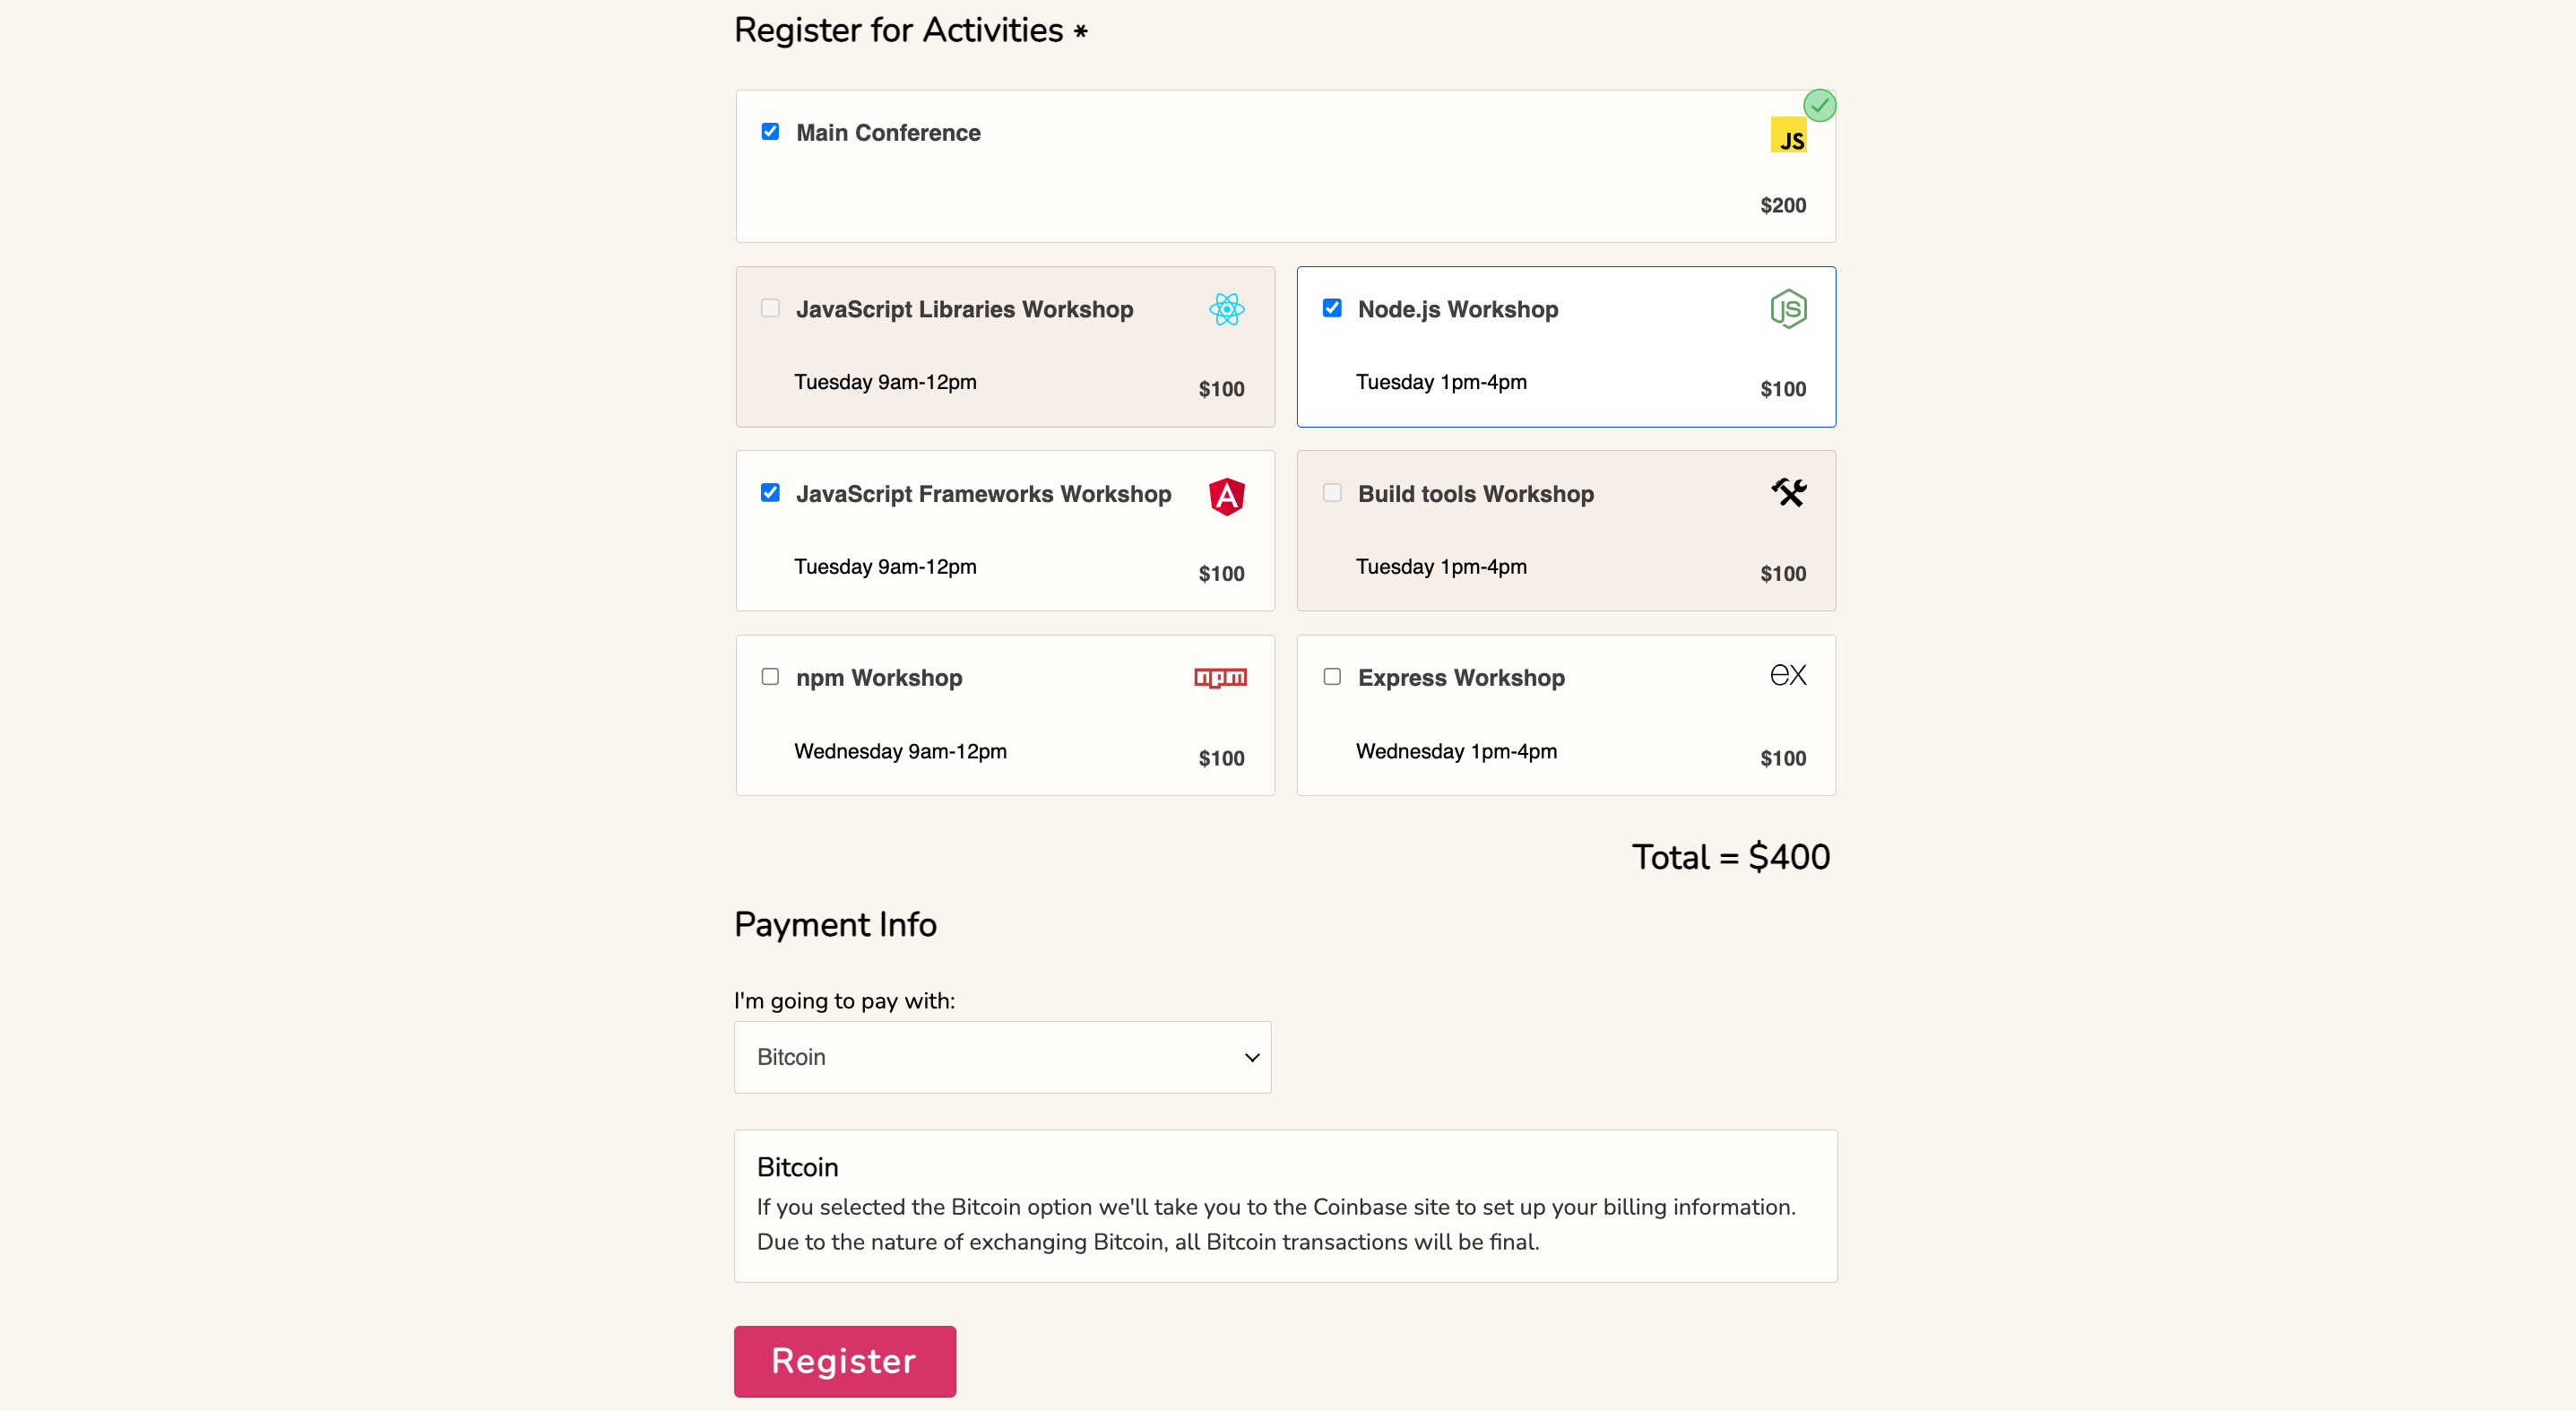 Register for Activities *
Main Conference
JS
$200
JavaScript Libraries Workshop
Tuesday 9am-12pm
$100
Node.js Workshop
JS
Tuesday 1pm-4pm
$100
JavaScript Frameworks Workshop
A
Tuesday 9am-12pm
$100
Build tools Workshop
Tuesday 1pm-4pm
$100
npm Workshop
npm
Wednesday 9am-12pm
$100
Express Workshop
ex
Wednesday 1pm-4pm
$100
Total = $400
Payment Info
I'm going to pay with:
Bitcoin
Bitcoin
If you selected the Bitcoin option we'll take you to the Coinbase site to set up your billing information.
Due to the nature of exchanging Bitcoin, all Bitcoin transactions will be final.
Register